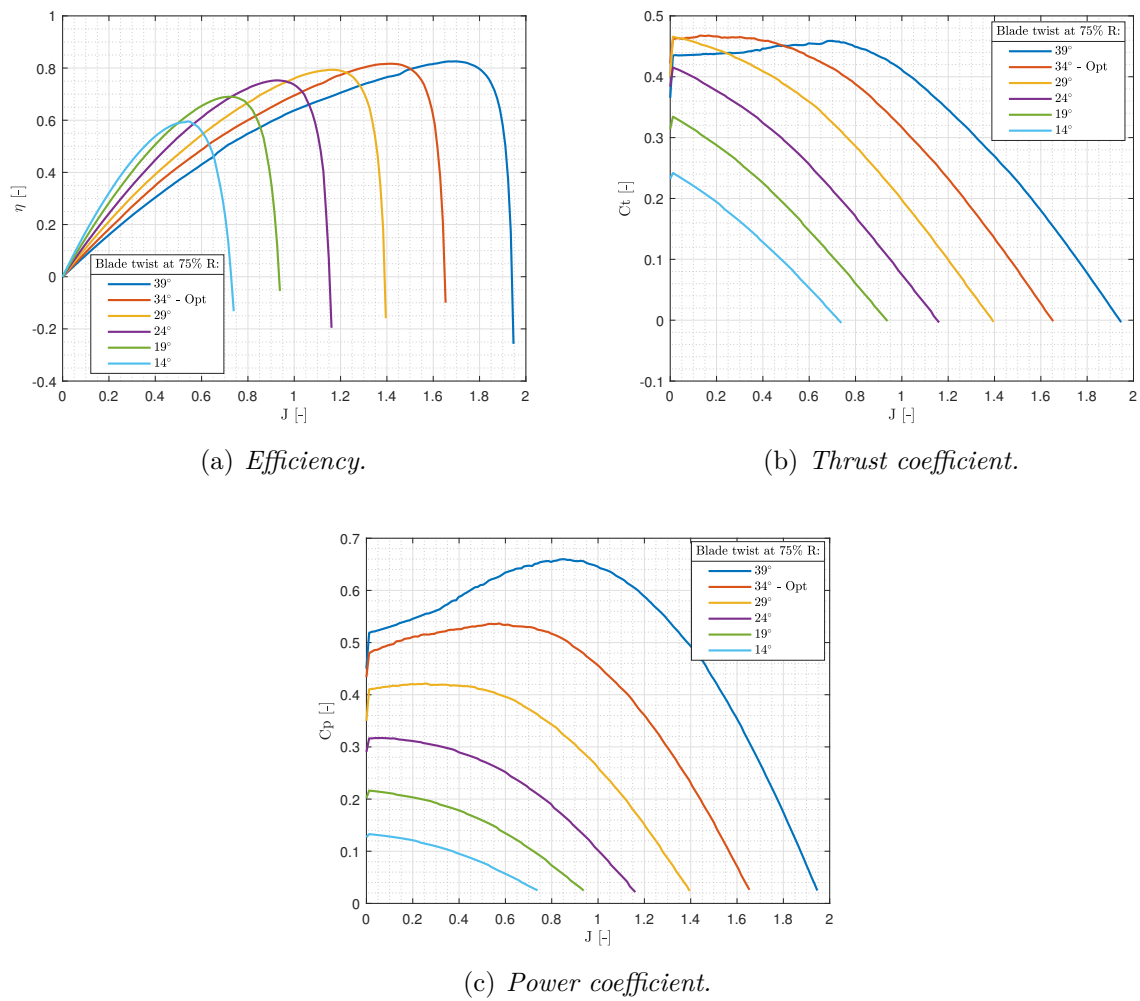 1
0.8
0.6
0.4
0.2
0
-0.2
-0.4
η [-]
0 0.2 0.4 0.6 0.8 1 1.2 1.4 1.6 1.8 2
J [-]
Blade twist at 75% R:
39°
34° - Opt
29°
24°
19°
14°
(a) Efficiency.
0.5
0.4
0.3
0.2
0.1
0
-0.1
Ct [-]
0 0.2 0.4 0.6 0.8 1 1.2 1.4 1.6 1.8 2
J [-]
Blade twist at 75% R:
39°
34° - Opt
29°
24°
19°
14°
(b) Thrust coefficient.
0.7
0.6
0.5
0.4
0.3
0.2
0.1
0
Cp [-]
0 0.2 0.4 0.6 0.8 1 1.2 1.4 1.6 1.8 2
J [-]
Blade twist at 75% R:
39°
34° - Opt
29°
24°
19°
14°
(c) Power coefficient.